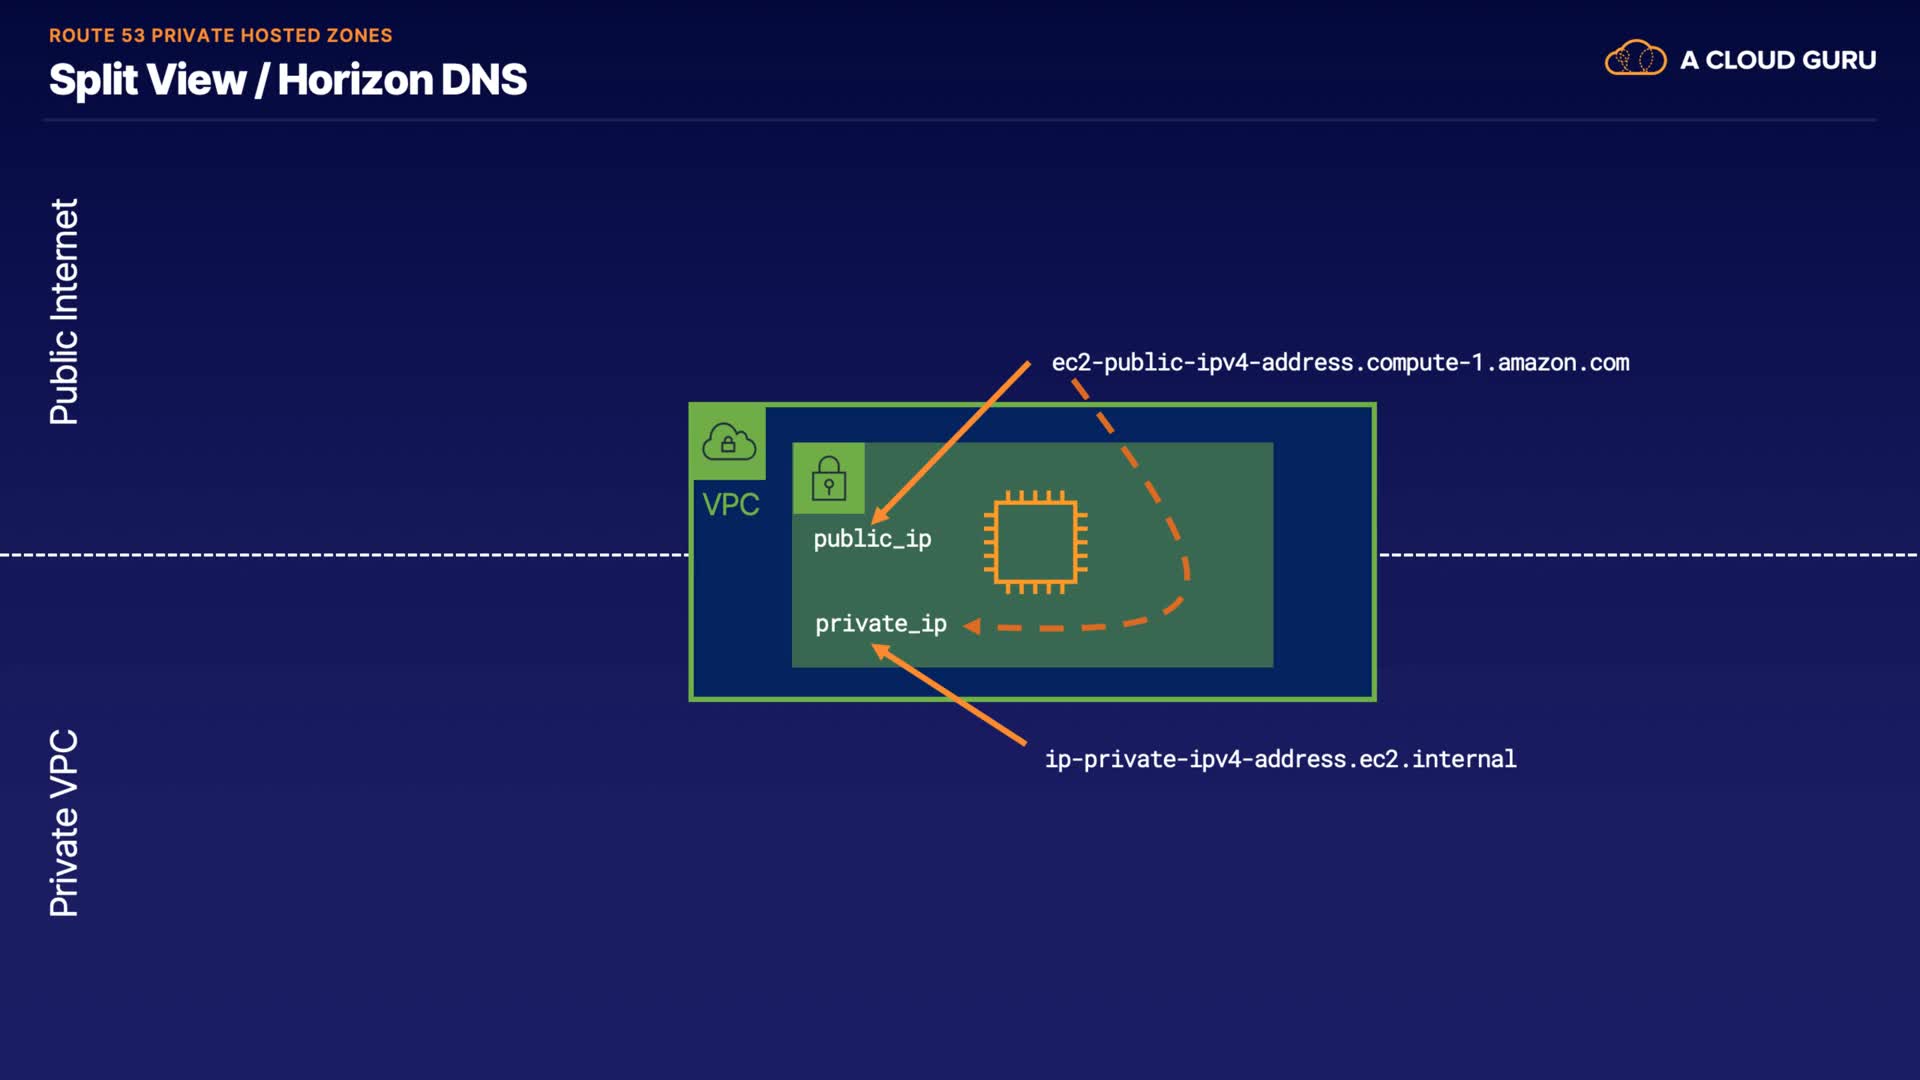 ROUTE 53 PRIVATE HOSTED ZONES
Split View / Horizon DNS
A CLOUD GURU
Public Internet
ec2-public-ipv4-address.compute-1.amazon.com
VPC
public_ip
private_ip
ip-private-ipv4-address.ec2.internal
Private VPC